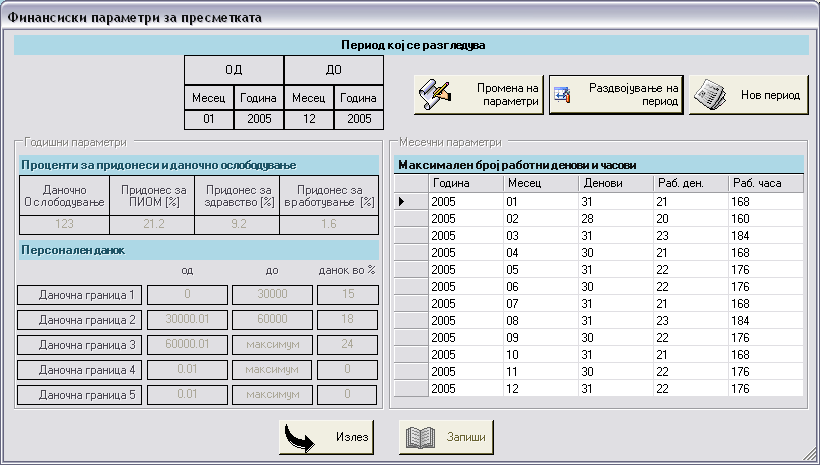 Финансиски параметри за пресметката
Период кој се разгледува
ОД ДО
Месец Година Месец Година
01 2005 12 2005
Промена на
параметри
Раздвојување на
период
Нов период
Годишни параметри
Проценти за придонеси и даночно ослободување
Даночно
Ослободување
Придонес за
ПИОМ [%]
Придонес за
здравство [%]
Придонес за
вработување [%]
123 21.2 9.2 1.6
Персонален данок
од до данок во %
Даночна граница 1 0 30000 15
Даночна граница 2 30000.01 60000 18
Даночна граница 3 60000.01 максимум 24
Даночна граница 4 0.01 максимум 0
Даночна граница 5 0.01 максимум 0
Месечни параметри
Максимален број работни денови и часови
Година Месец Денови Раб. ден. Раб. часа
2005 01 31 21 168
2005 02 28 20 160
2005 03 31 23 184
2005 04 30 21 168
2005 05 31 22 176
2005 06 30 22 176
2005 07 31 21 168
2005 08 31 23 184
2005 09 30 22 176
2005 10 31 21 168
2005 11 30 22 176
2005 12 31 22 176
Излез
Запиши